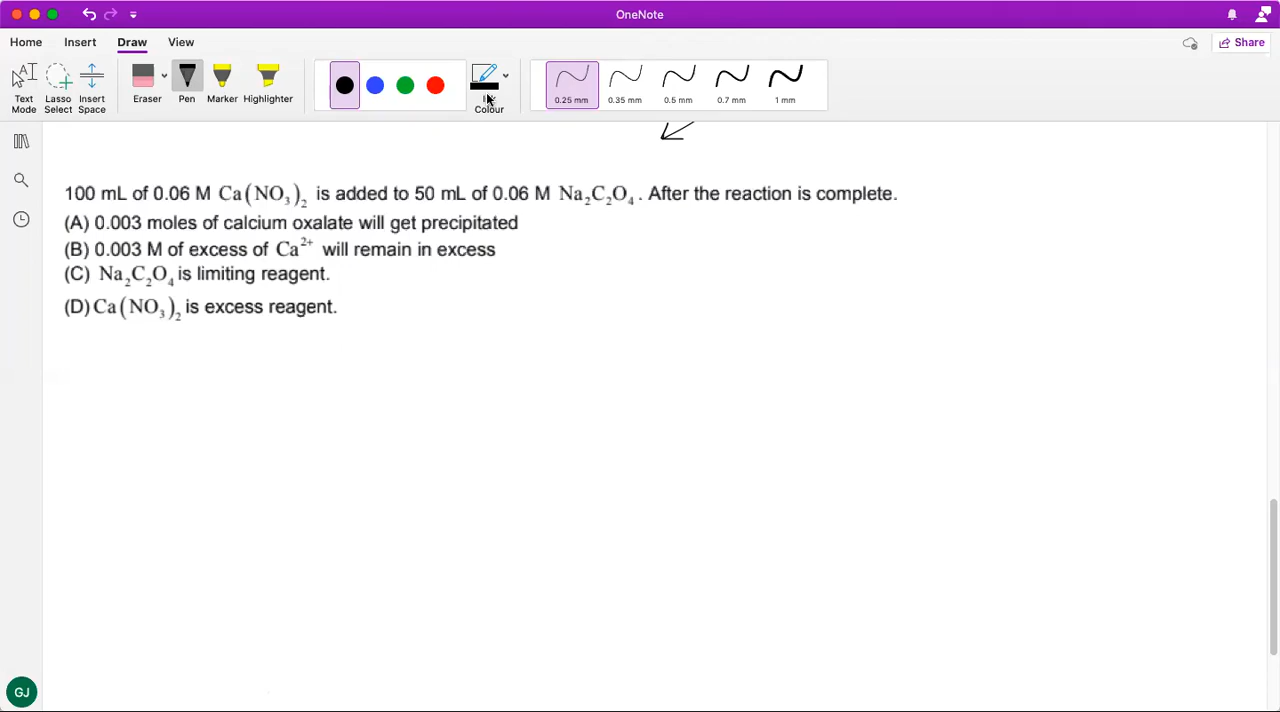 OneNote
Home Insert Draw View
Share
Text Mode
Lasso Select
Insert Space
Eraser
Pen
Marker
Highlighter
Colour
0.25 mm
0.35 mm
0.5 mm
0.7 mm
1 mm
100 mL of 0.06 M Ca(NO₃)₂ is added to 50 mL of 0.06 M Na₂C₂O₄. After the reaction is complete.
(A) 0.003 moles of calcium oxalate will get precipitated
(B) 0.003 M of excess of Ca²⁺ will remain in excess
(C) Na₂C₂O₄ is limiting reagent.
(D) Ca(NO₃)₂ is excess reagent.
GJ